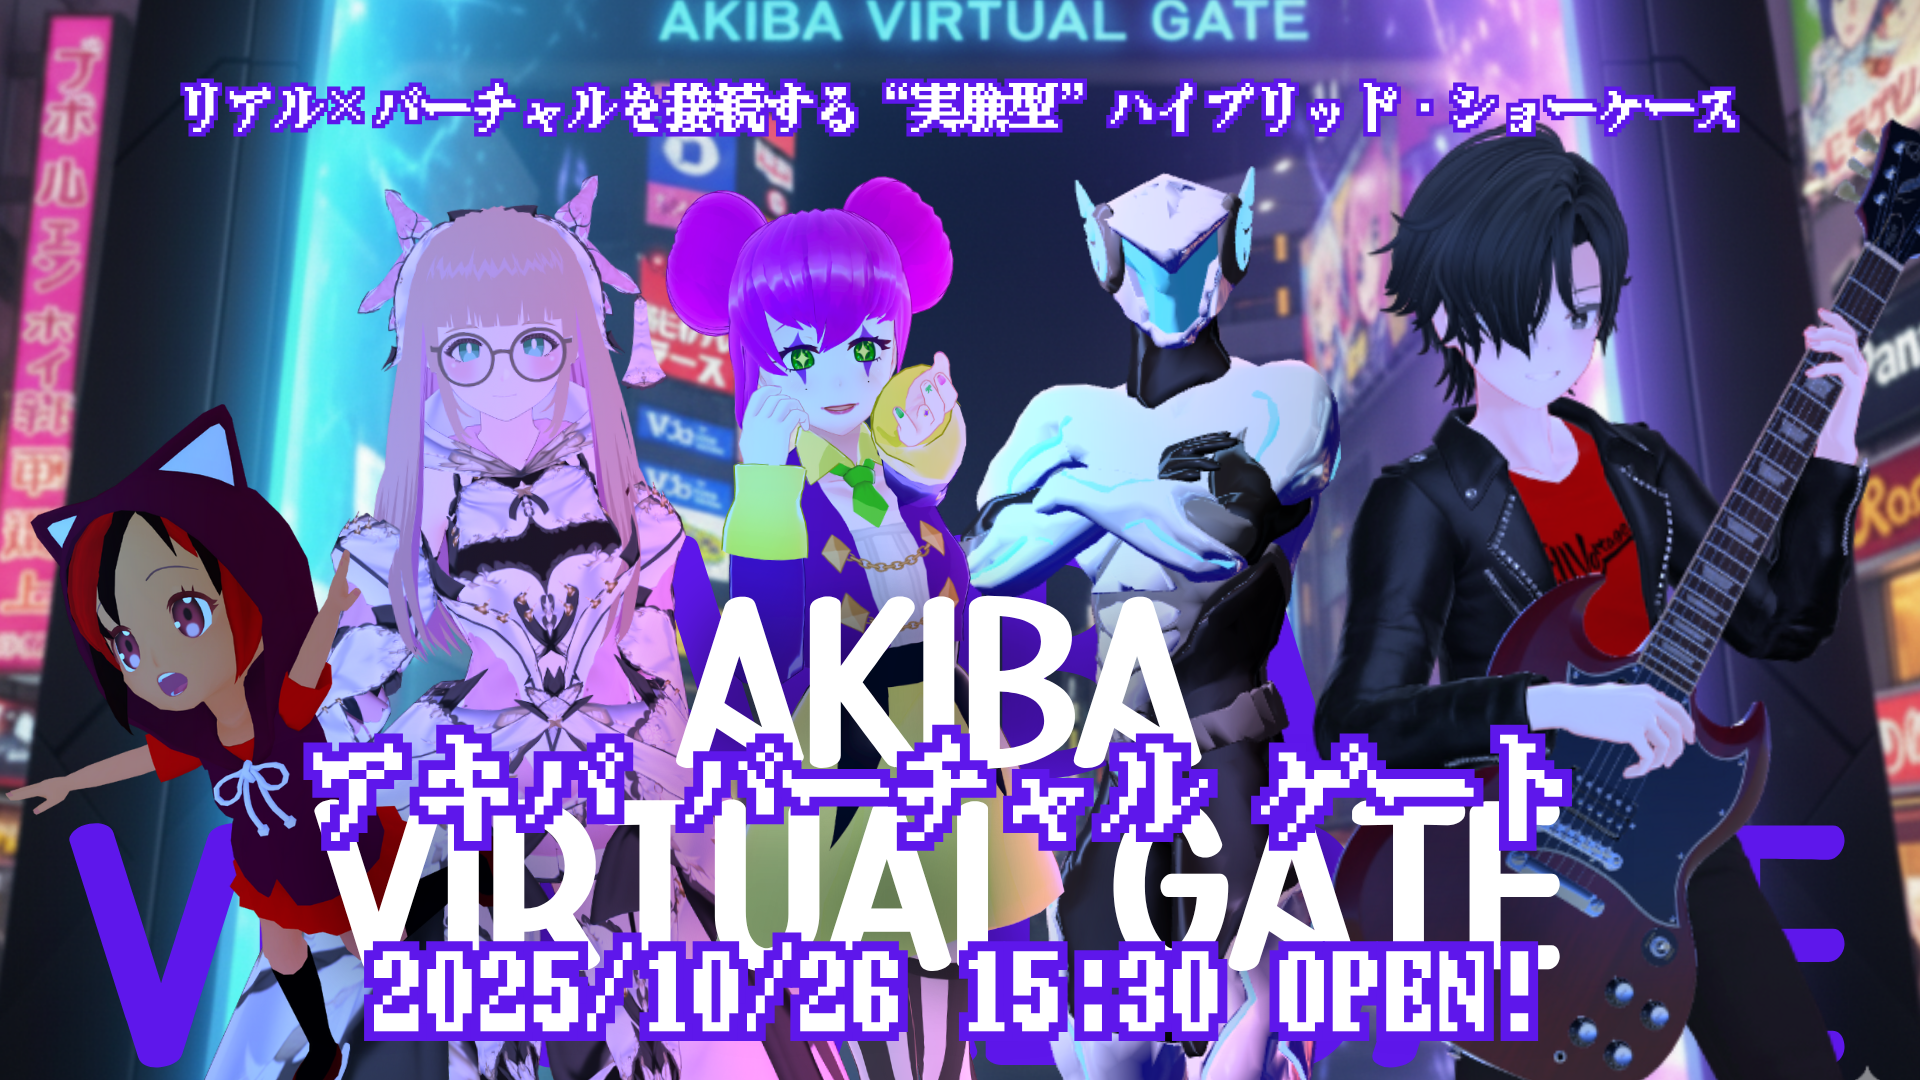 AKIBA VIRTUAL GATE
リアル×バーチャルを接続する “実験型” ハイブリッド・ショーケース
AKIBA
アキバ バーチャル ゲート
VIRTUAL GATE
2025/10/26 15:30 OPEN!